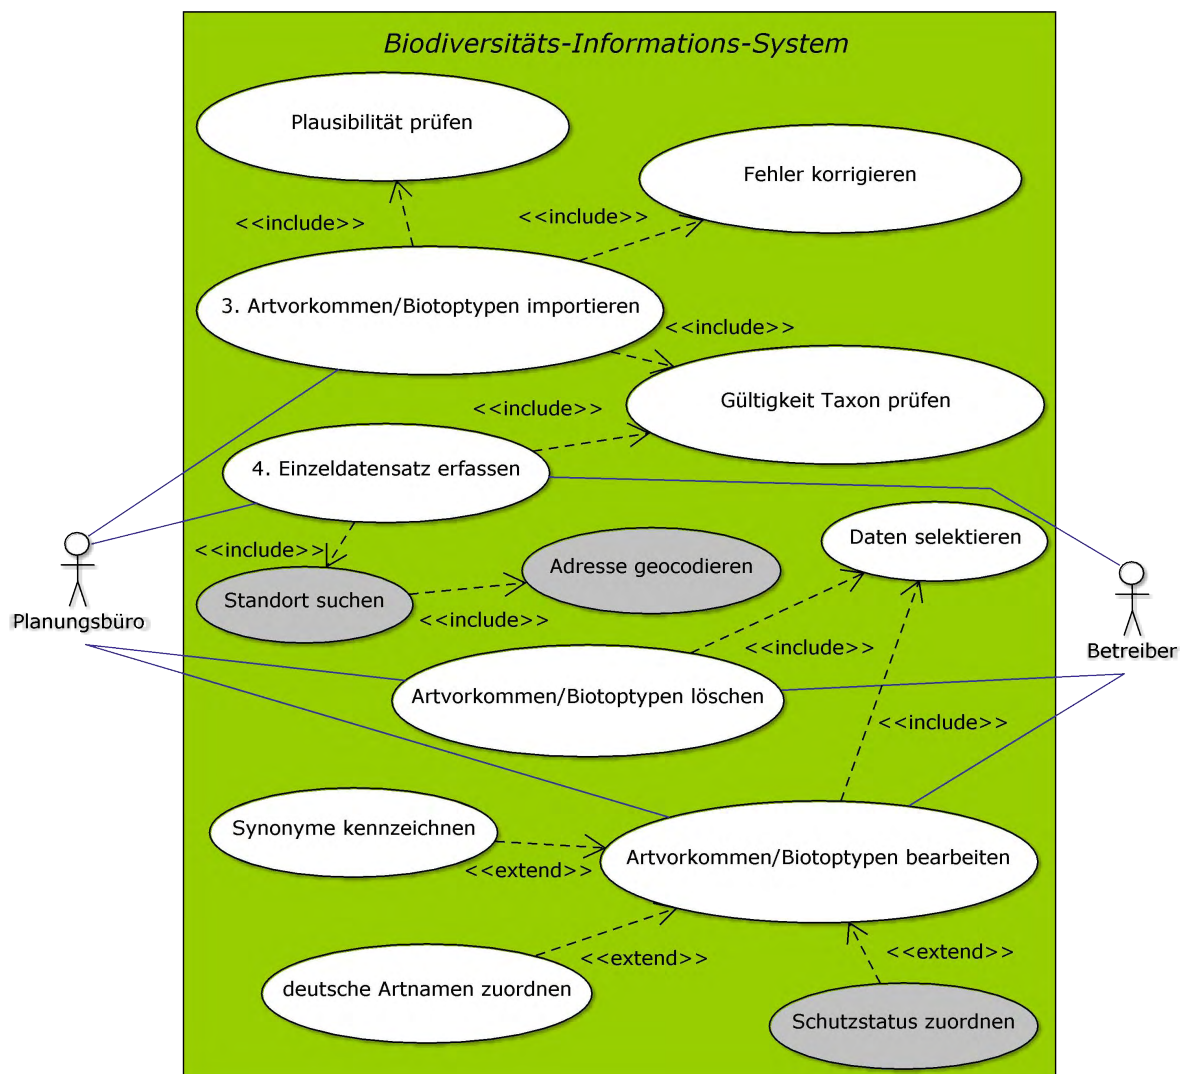 Biodiversitäts-Informations-System
Plausibilität prüfen
Fehler korrigieren
<<include>>
<<include>>
3. Artvorkommen/Biotoptypen importieren
<<include>>
Gültigkeit Taxon prüfen
<<include>>
4. Einzeldatensatz erfassen
Daten selektieren
<<include>>
Adresse geocodieren
Standort suchen
<<include>>
Planungsbüro
Betreiber
<<include>>
Artvorkommen/Biotoptypen löschen
<<include>>
Synonyme kennzeichnen
Artvorkommen/Biotoptypen bearbeiten
<<extend>>
<<extend>>
<<extend>>
deutsche Artnamen zuordnen
Schutzstatus zuordnen